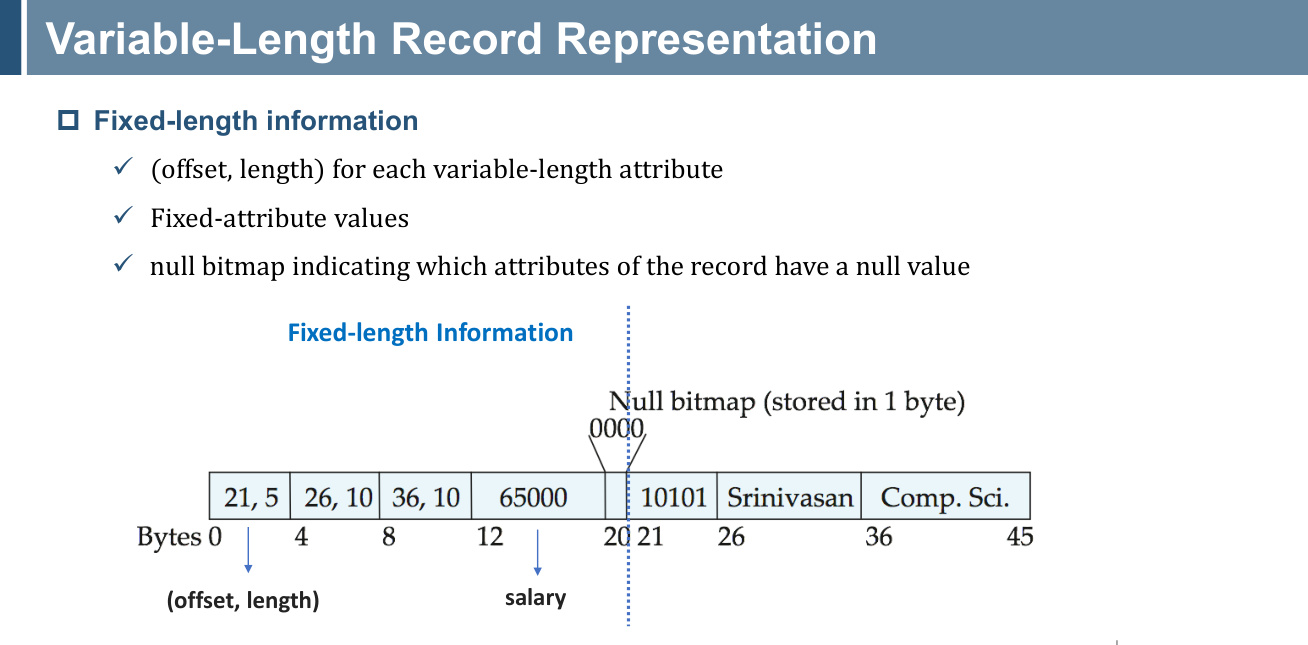 Variable-Length Record Representation
Fixed-length information
(offset, length) for each variable-length attribute
Fixed-attribute values
null bitmap indicating which attributes of the record have a null value
Fixed-length Information
Null bitmap (stored in 1 byte)
0000
21, 5 26, 10 36, 10 65000 10101 Srinivasan Comp. Sci.
Bytes 0 4 8 12 20 21 26 36 45
(offset, length) salary